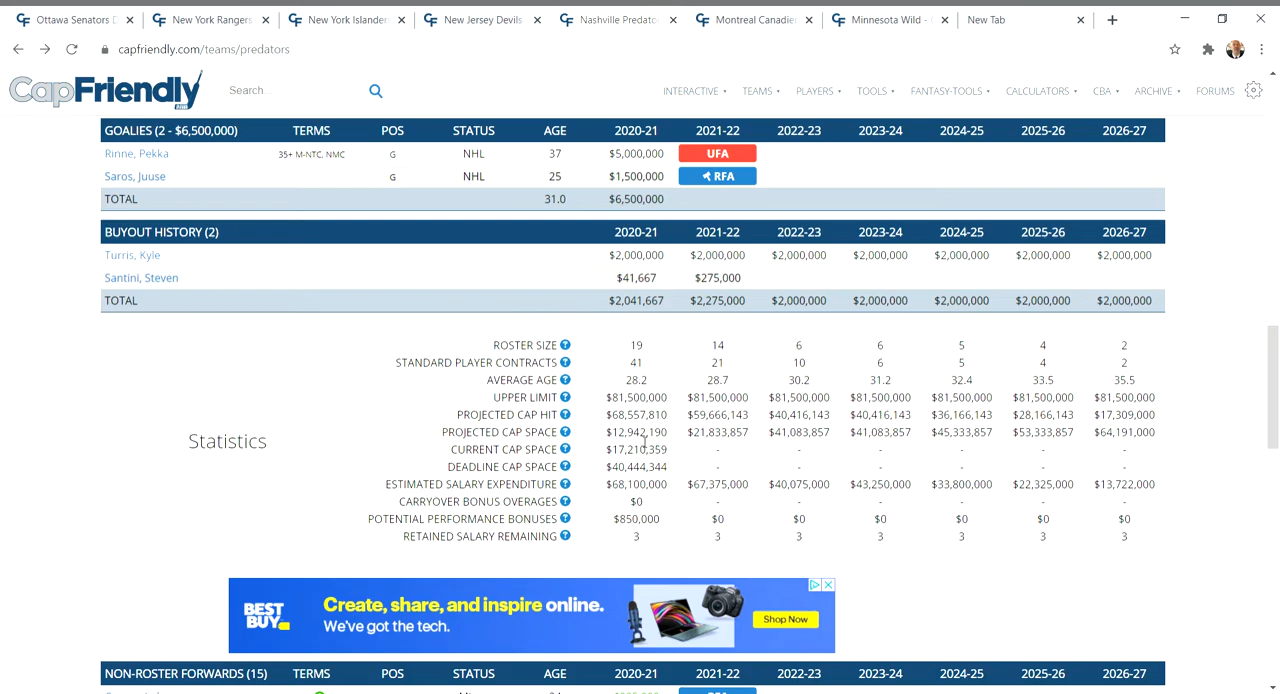 Ottawa Senators D
New York Rangers
New York Islander
New Jersey Devils
Nashville Predato
Montreal Canadie
Minnesota Wild -
New Tab
capfriendly.com/teams/predators
CapFriendly
Search...
INTERACTIVE TEAMS PLAYERS TOOLS FANTASY-TOOLS CALCULATORS CBA ARCHIVE FORUMS
GOALIES (2 - $6,500,000) TERMS POS STATUS AGE 2020-21 2021-22 2022-23 2023-24 2024-25 2025-26 2026-27
Rinne, Pekka 35+ M-NTC, NMC G NHL 37 $5,000,000 UFA
Saros, Juuse G NHL 25 $1,500,000 RFA
TOTAL 31.0 $6,500,000
BUYOUT HISTORY (2) 2020-21 2021-22 2022-23 2023-24 2024-25 2025-26 2026-27
Turris, Kyle $2,000,000 $2,000,000 $2,000,000 $2,000,000 $2,000,000 $2,000,000 $2,000,000
Santini, Steven $41,667 $275,000
TOTAL $2,041,667 $2,275,000 $2,000,000 $2,000,000 $2,000,000 $2,000,000 $2,000,000
Statistics
ROSTER SIZE ? 19 14 6 6 5 4 2
STANDARD PLAYER CONTRACTS ? 41 21 10 6 5 4 2
AVERAGE AGE ? 28.2 28.7 30.2 31.2 32.4 33.5 35.5
UPPER LIMIT ? $81,500,000 $81,500,000 $81,500,000 $81,500,000 $81,500,000 $81,500,000 $81,500,000
PROJECTED CAP HIT ? $68,557,810 $59,666,143 $40,416,143 $40,416,143 $36,166,143 $28,166,143 $17,309,000
PROJECTED CAP SPACE ? $12,942,190 $21,833,857 $41,083,857 $41,083,857 $45,333,857 $53,333,857 $64,191,000
CURRENT CAP SPACE ? $17,210,359 - - - - - -
DEADLINE CAP SPACE ? $40,444,344 - - - - - -
ESTIMATED SALARY EXPENDITURE ? $68,100,000 $67,375,000 $40,075,000 $43,250,000 $33,800,000 $22,325,000 $13,722,000
CARRYOVER BONUS OVERAGES ? $0 - - - - - -
POTENTIAL PERFORMANCE BONUSES ? $850,000 $0 $0 $0 $0 $0 $0
RETAINED SALARY REMAINING ? 3 3 3 3 3 3 3
BEST BUY
Create, share, and inspire online.
We've got the tech.
Shop Now
NON-ROSTER FORWARDS (15) TERMS POS STATUS AGE 2020-21 2021-22 2022-23 2023-24 2024-25 2025-26 2026-27